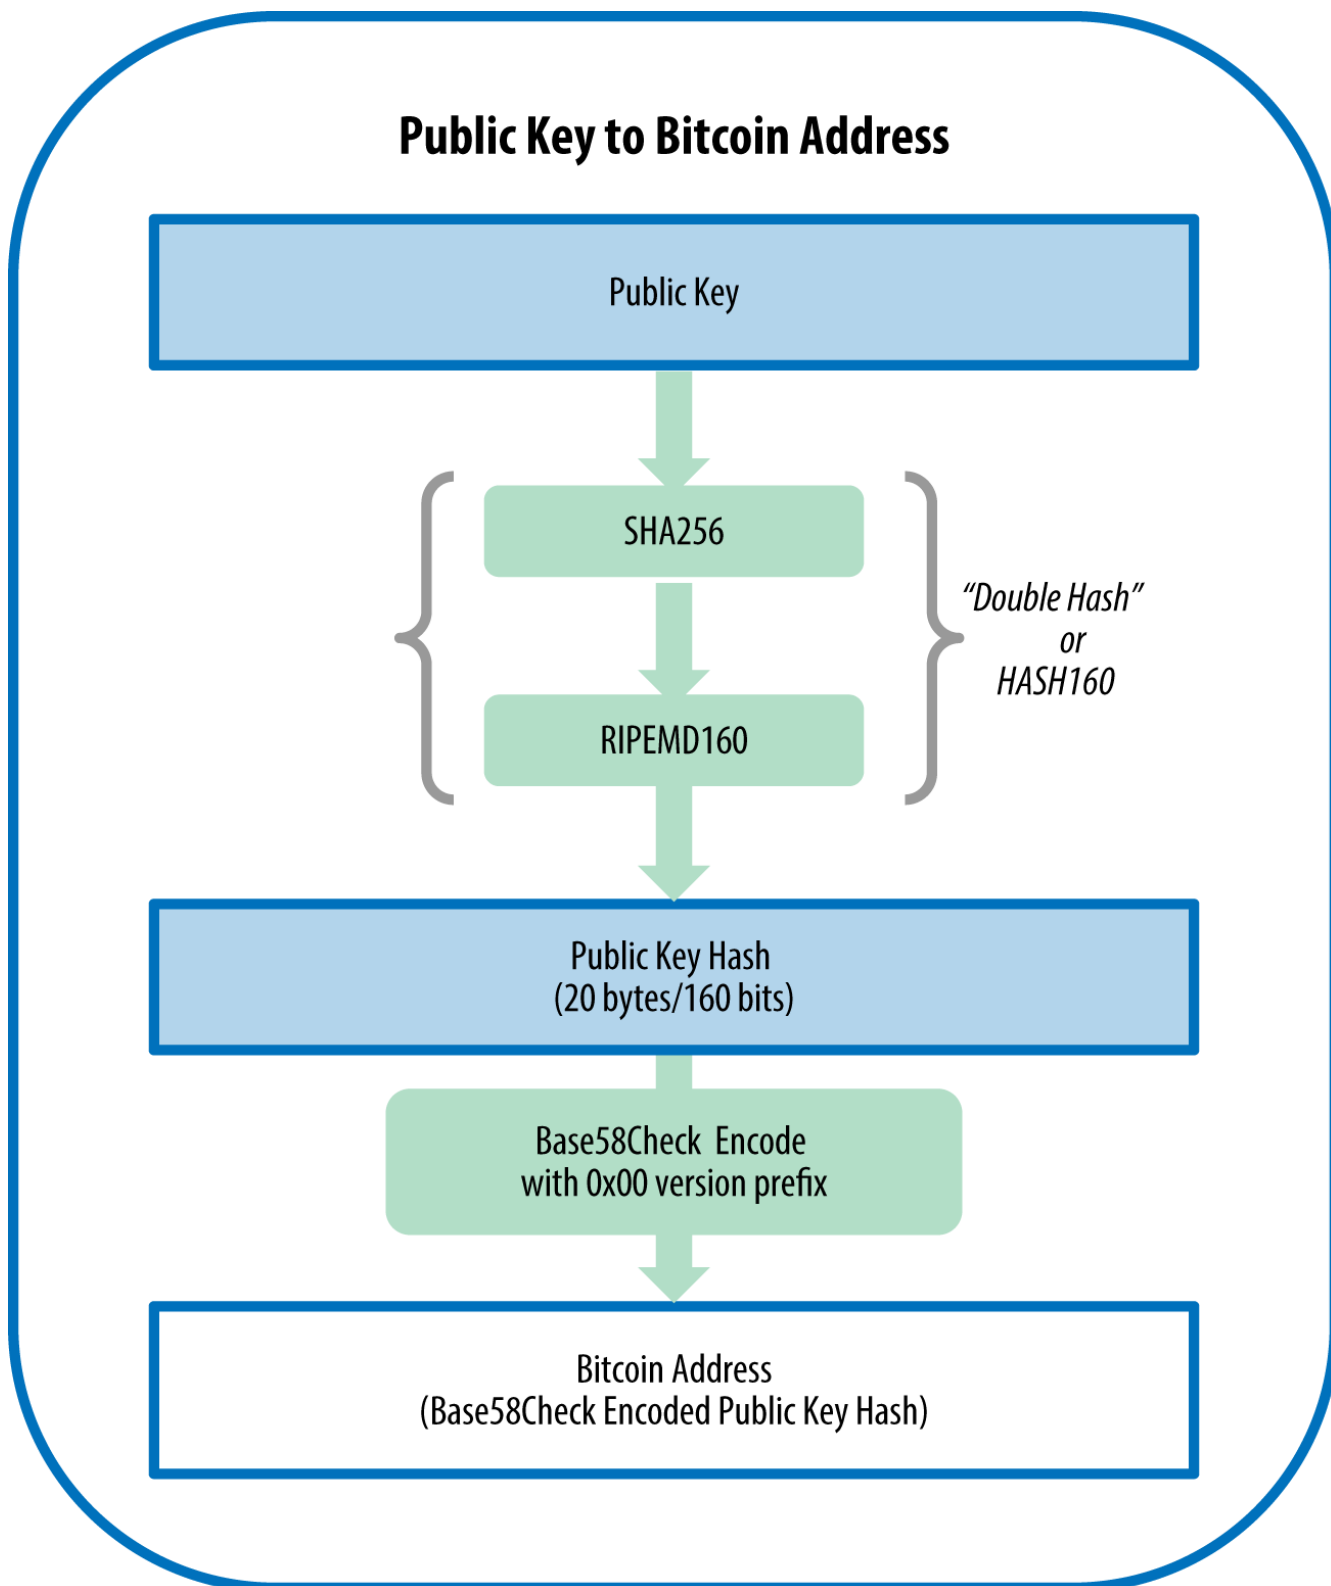 Public Key to Bitcoin Address
Public Key
SHA256
“Double Hash”
or
HASH160
RIPEMD160
Public Key Hash
(20 bytes/160 bits)
Base58Check Encode
with 0x00 version prefix
Bitcoin Address
(Base58Check Encoded Public Key Hash)